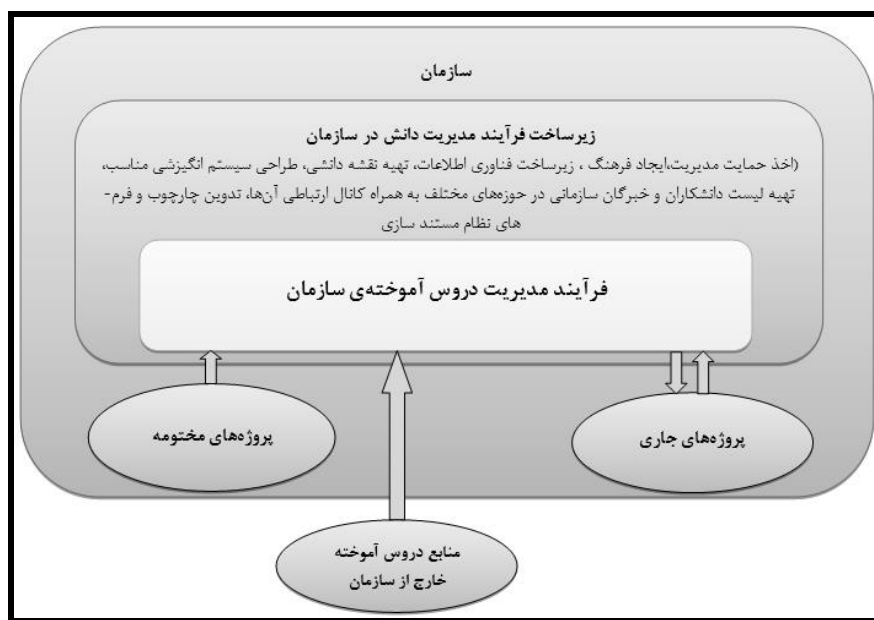 سازمان
زیرساخت فرآیند مدیریت دانش در سازمان
(اخذ حمایت مدیریت،ایجاد فرهنگ ، زیرساخت فناوری اطلاعات، تهیه نقشه دانشی، طراحی سیستم انگیزشی مناسب،
تهیه لیست دانشکاران و خبرگان سازمانی در حوزه‌های مختلف به همراه کانال ارتباطی آن‌ها، تدوین چارچوب و فرم-
های نظام مستند سازی
فرآیند مدیریت دروس آموخته‌ی سازمان
پروژه‌های جاری
پروژه‌های مختومه
منابع دروس آموخته
خارج از سازمان